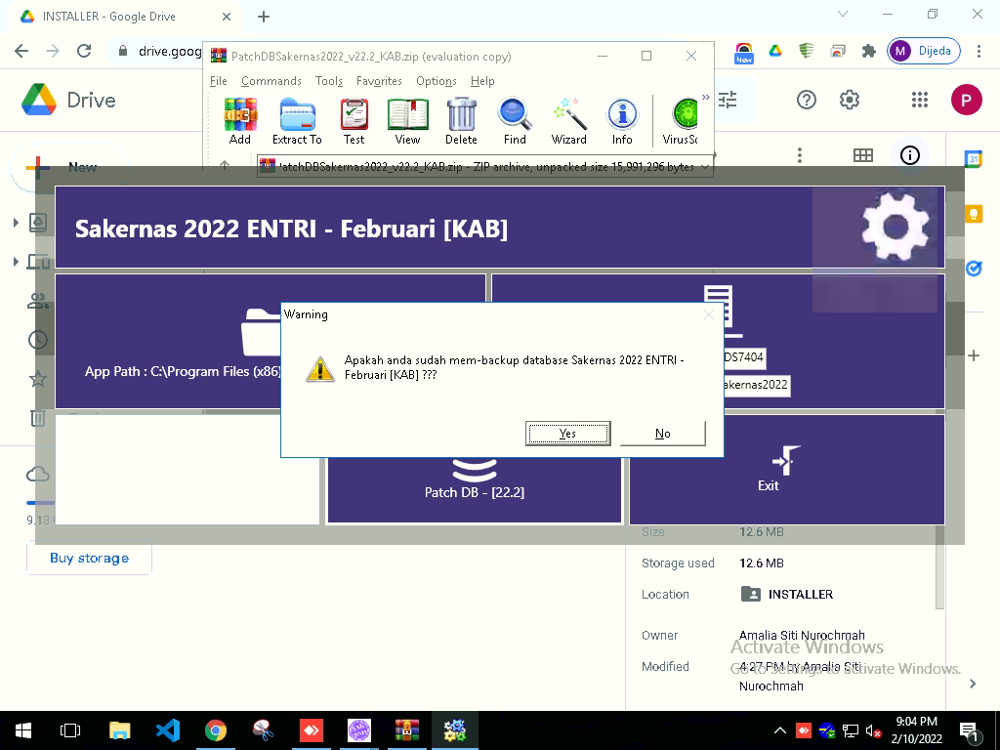 INSTALLER - Google Drive
drive.goog
New
Dijeda
M
PatchDBSakernas2022_v22.2_KAB.zip (evaluation copy)
File Commands Tools Favorites Options Help
Add Extract To Test View Delete Find Wizard Info VirusSc
atchDBSakernas2022_v22.2_KAB.zip - ZIP archive, unpacked size 15,991,296 bytes
Drive
P
New
Sakernas 2022 ENTRI - Februari [KAB]
App Path : C:\Program Files (x86)
DS7404
akernas2022
Warning
Apakah anda sudah mem-backup database Sakernas 2022 ENTRI -
Februari [KAB] ???
Yes No
Patch DB - [22.2]
Exit
9.13
Buy storage
Size 12.6 MB
Storage used 12.6 MB
Location INSTALLER
Owner Amalia Siti Nurochmah
Modified 4:27 PM by Amalia Siti
Nurochmah
Activate Windows
Go to Settings to activate Windows.
9:04 PM
2/10/2022
1